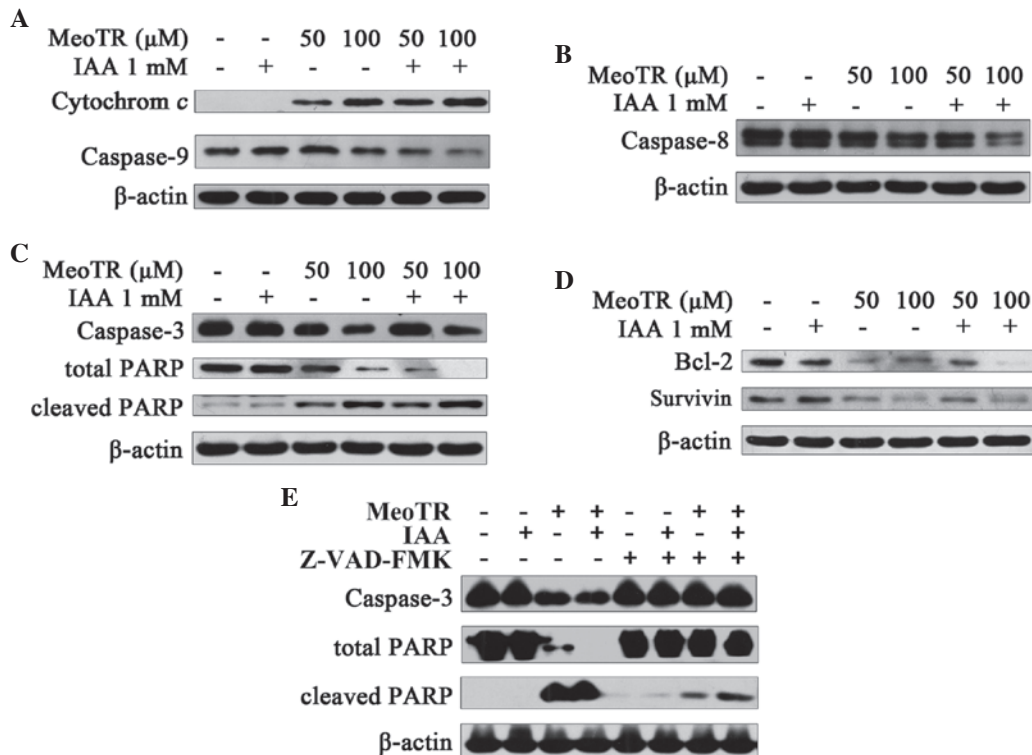 A
MeoTR (μM) - - 50 100 50 100
IAA 1 mM - + - - + +
Cytochrom c
Caspase-9
β-actin
B
MeoTR (μM) - - 50 100 50 100
IAA 1 mM - + - - + +
Caspase-8
β-actin
C
MeoTR (μM) - - 50 100 50 100
IAA 1 mM - + - - + +
Caspase-3
total PARP
cleaved PARP
β-actin
D
MeoTR (μM) - - 50 100 50 100
IAA 1 mM - + - - + +
Bcl-2
Survivin
β-actin
E
MeoTR - - + + - - + +
IAA - + - + - + - +
Z-VAD-FMK - - - - + + + +
Caspase-3
total PARP
cleaved PARP
β-actin